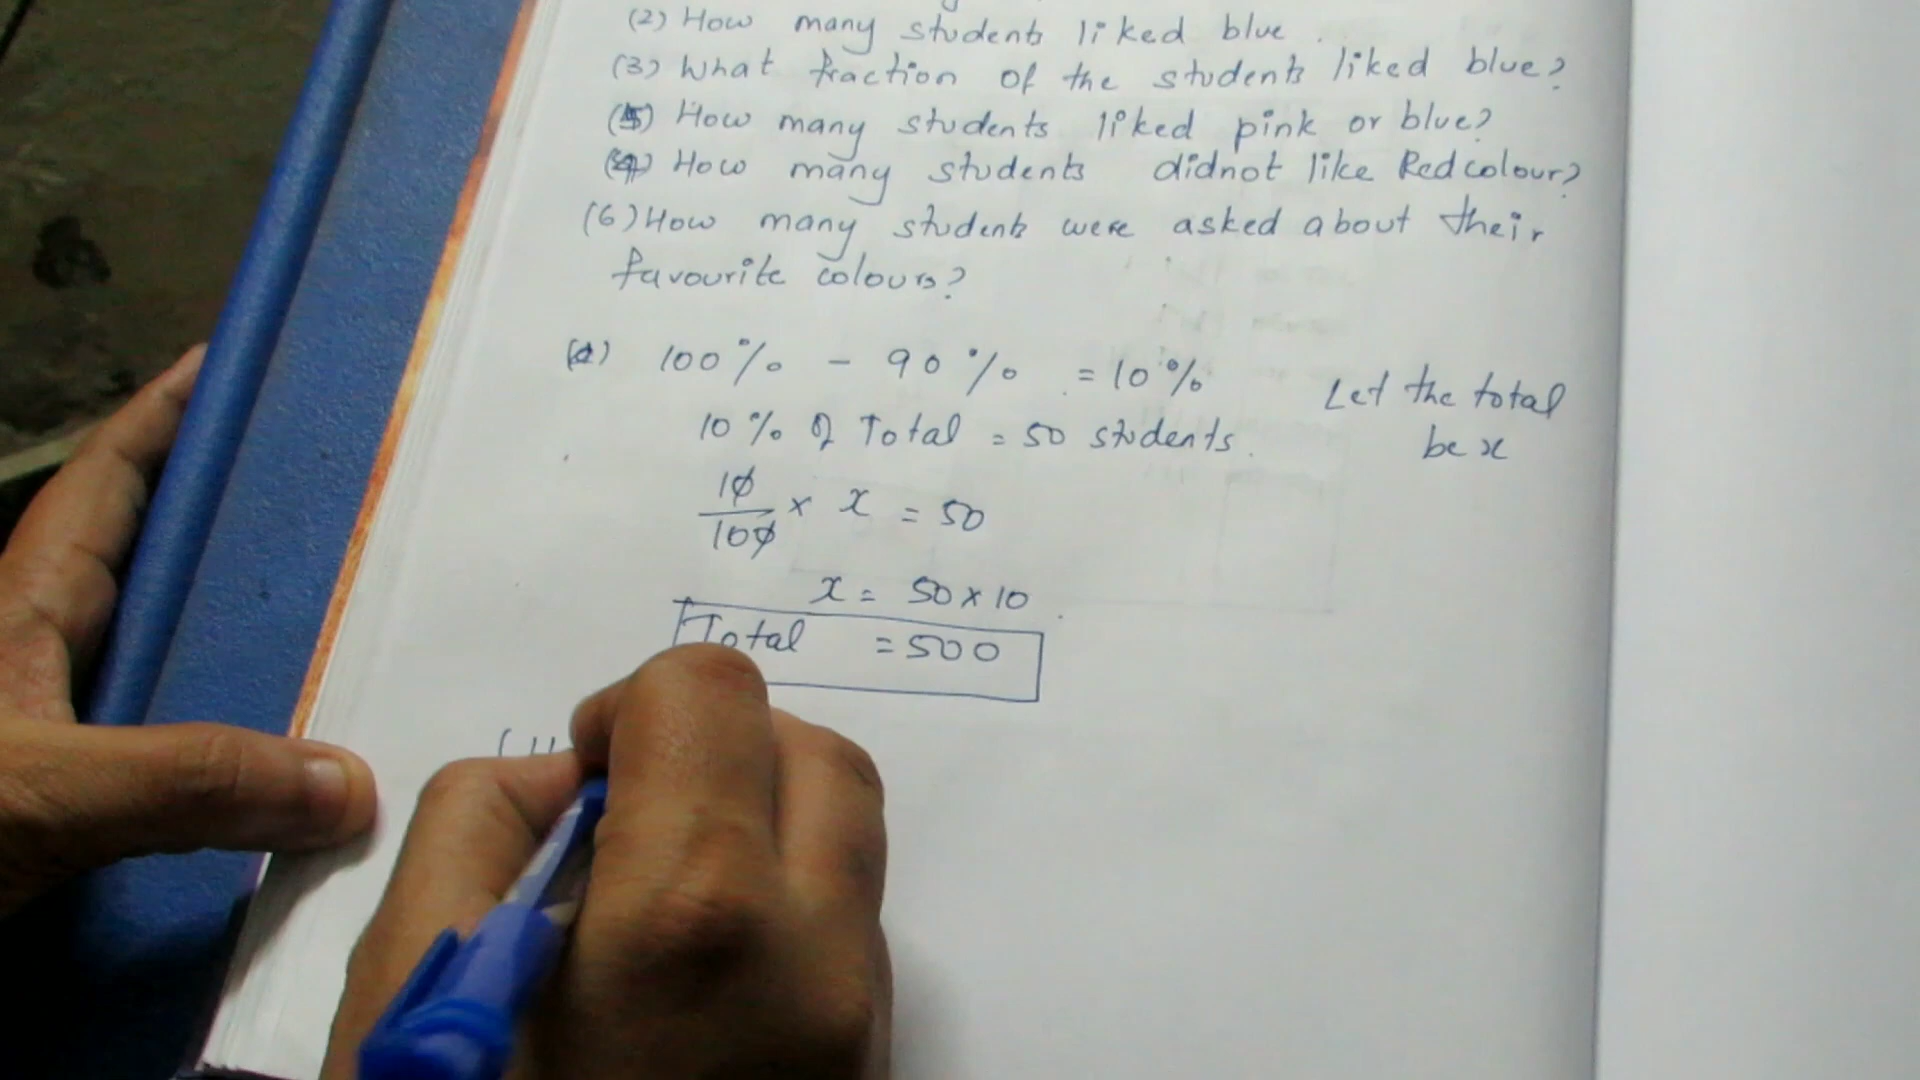 (2) How many students liked blue.
(3) What fraction of the students liked blue?
(5) How many students liked pink or blue?
(4) How many students didnot like Red colour?
(6) How many students were asked about their
favourite colours?
100% - 90% = 10%
Let the total
be x
10% of Total = 50 students.
10/100 × x = 50
x = 50 × 10
Total = 500